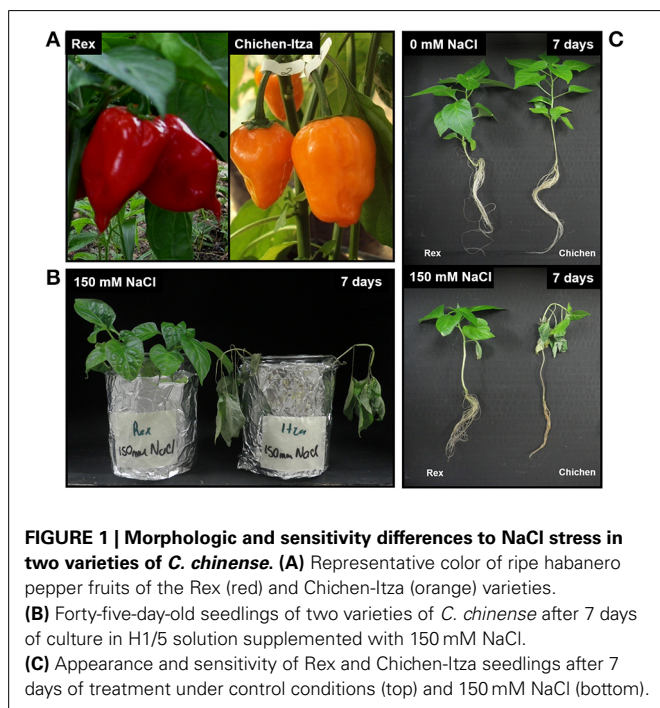 A
Rex
Chichen-Itza
B
150 mM NaCl
7 days
Rex
150mM NaCl
Itza
150mM NaCl
C
0 mM NaCl
7 days
Rex
Chichen
150 mM NaCl
7 days
Rex
Chichen
FIGURE 1 | Morphologic and sensitivity differences to NaCl stress in
two varieties of C. chinense. (A) Representative color of ripe habanero
pepper fruits of the Rex (red) and Chichen-Itza (orange) varieties.
(B) Forty-five-day-old seedlings of two varieties of C. chinense after 7 days
of culture in H1/5 solution supplemented with 150 mM NaCl.
(C) Appearance and sensitivity of Rex and Chichen-Itza seedlings after 7
days of treatment under control conditions (top) and 150 mM NaCl (bottom).